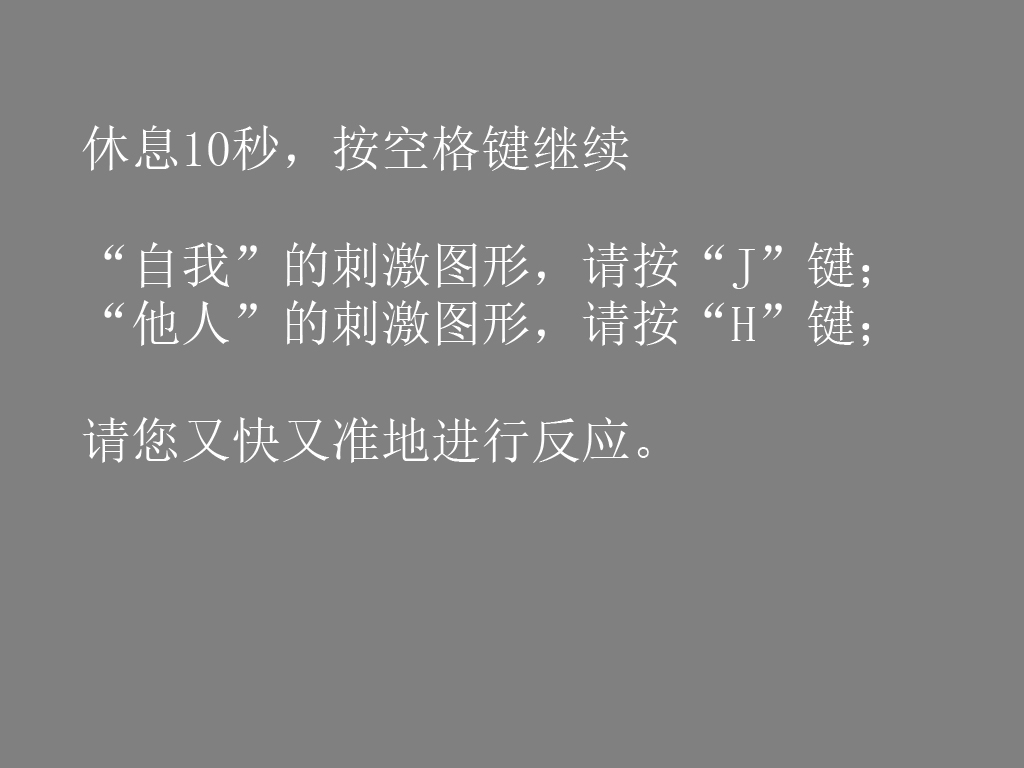 休息10秒，按空格键继续
“自我”的刺激图形，请按“J”键；
“他人”的刺激图形，请按“H”键；
请您又快又准地进行反应。